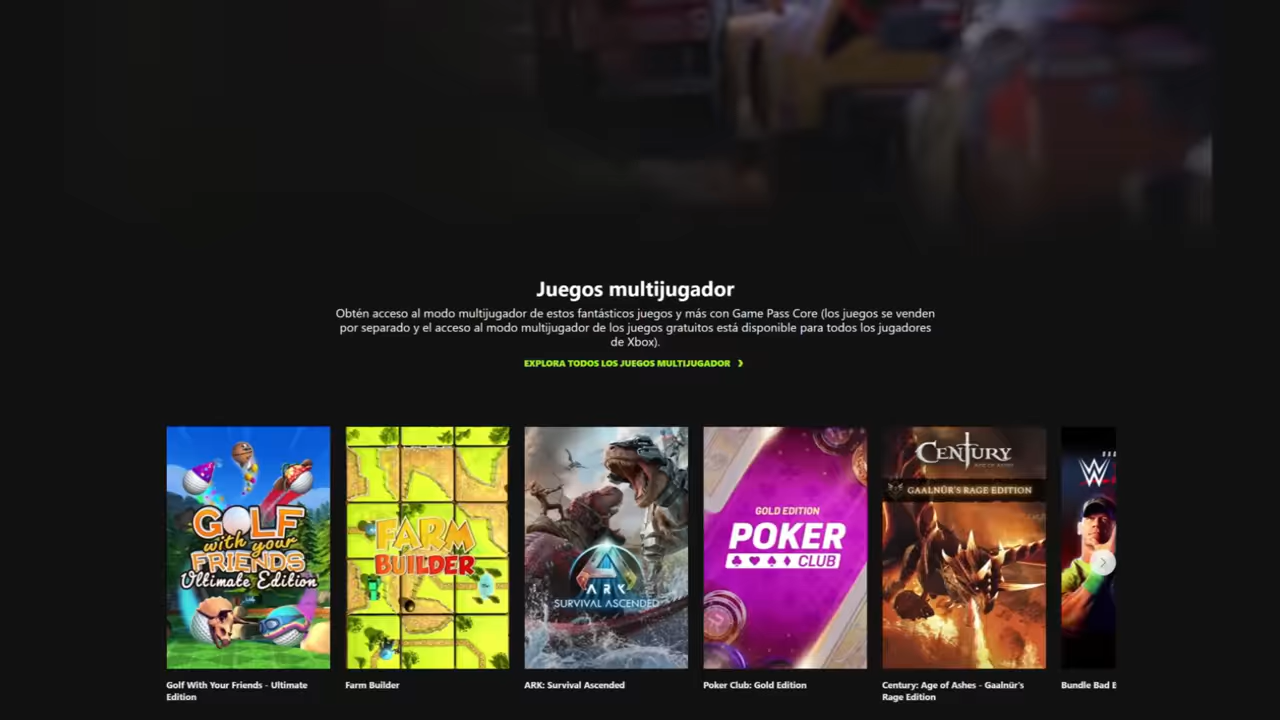 Juegos multijugador
Obtén acceso al modo multijugador de estos fantásticos juegos y más con Game Pass Core (los juegos se venden
por separado y el acceso al modo multijugador de los juegos gratuitos está disponible para todos los jugadores
de Xbox).
EXPLORA TODOS LOS JUEGOS MULTIJUGADOR
GOLF
with your
FRIENDS
Ultimate Edition
FARM
BUILDER
ARK
SURVIVAL ASCENDED
GOLD EDITION
POKER
CLUB
CENTURY
AGE OF ASHES
GAALNÜR'S RAGE EDITION
W
Golf With Your Friends - Ultimate
Edition
Farm Builder
ARK: Survival Ascended
Poker Club: Gold Edition
Century: Age of Ashes - Gaalnür's
Rage Edition
Bundle Bad